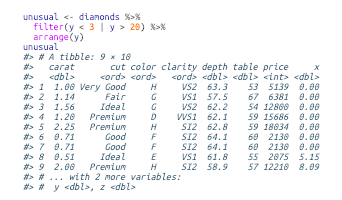 unusual <- diamonds %>%
  filter(y < 3 | y > 20) %>%
  arrange(y)
unusual
#> # A tibble: 9 × 10
#>   carat       cut color clarity depth table price     x
#>   <dbl>     <ord> <ord>   <ord> <dbl> <dbl> <int> <dbl>
#> 1  1.00 Very Good     H     VS2  63.3    53  5139  0.00
#> 2  1.14      Fair     G     VS1  57.5    67  6381  0.00
#> 3  1.56     Ideal     G     VS2  62.2    54 12800  0.00
#> 4  1.20   Premium     D    VVS1  62.1    59 15686  0.00
#> 5  2.25   Premium     H     SI2  62.8    59 18034  0.00
#> 6  0.71      Good     F     SI2  64.1    60  2130  0.00
#> 7  0.71      Good     F     SI2  64.1    60  2130  0.00
#> 8  0.51     Ideal     E     VS1  61.8    55  2075  5.15
#> 9  2.00   Premium     H     SI2  58.9    57 12210  8.09
#> # ... with 2 more variables:
#> #   y <dbl>, z <dbl>